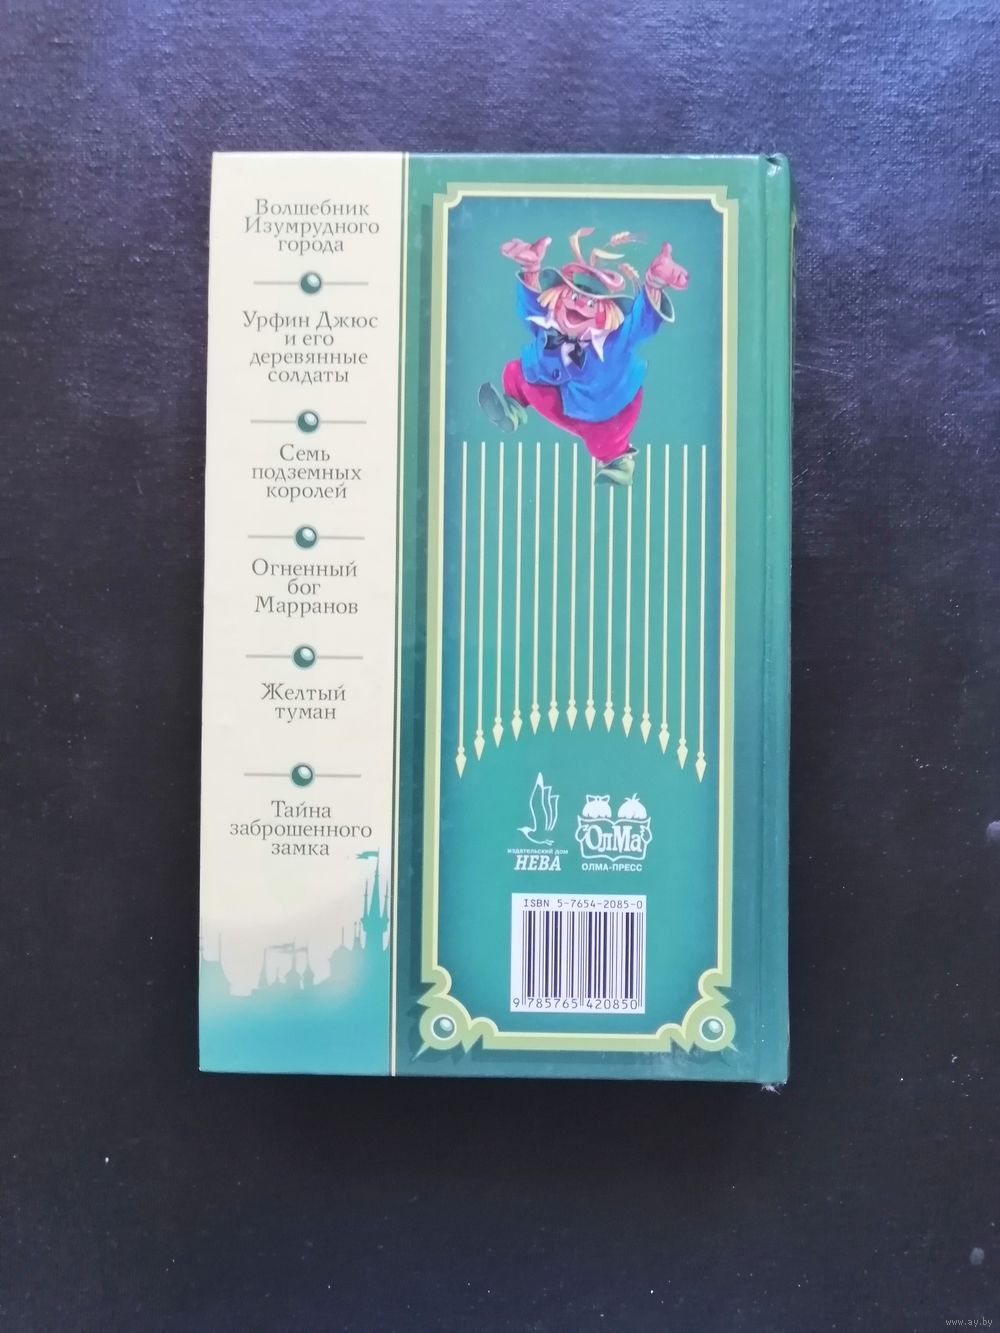 Волшебник
Изумрудного
города
Урфин Джюс
и его
деревянные
солдаты
Семь
подземных
королей
Огненный
бог
Марранов
Желтый
туман
Тайна
заброшенного
замка
издательский дом
НЕВА
ОлМа
ОЛМА-ПРЕСС
ISBN 5-7654-2085-0
9 785765 420850
www.ay.by